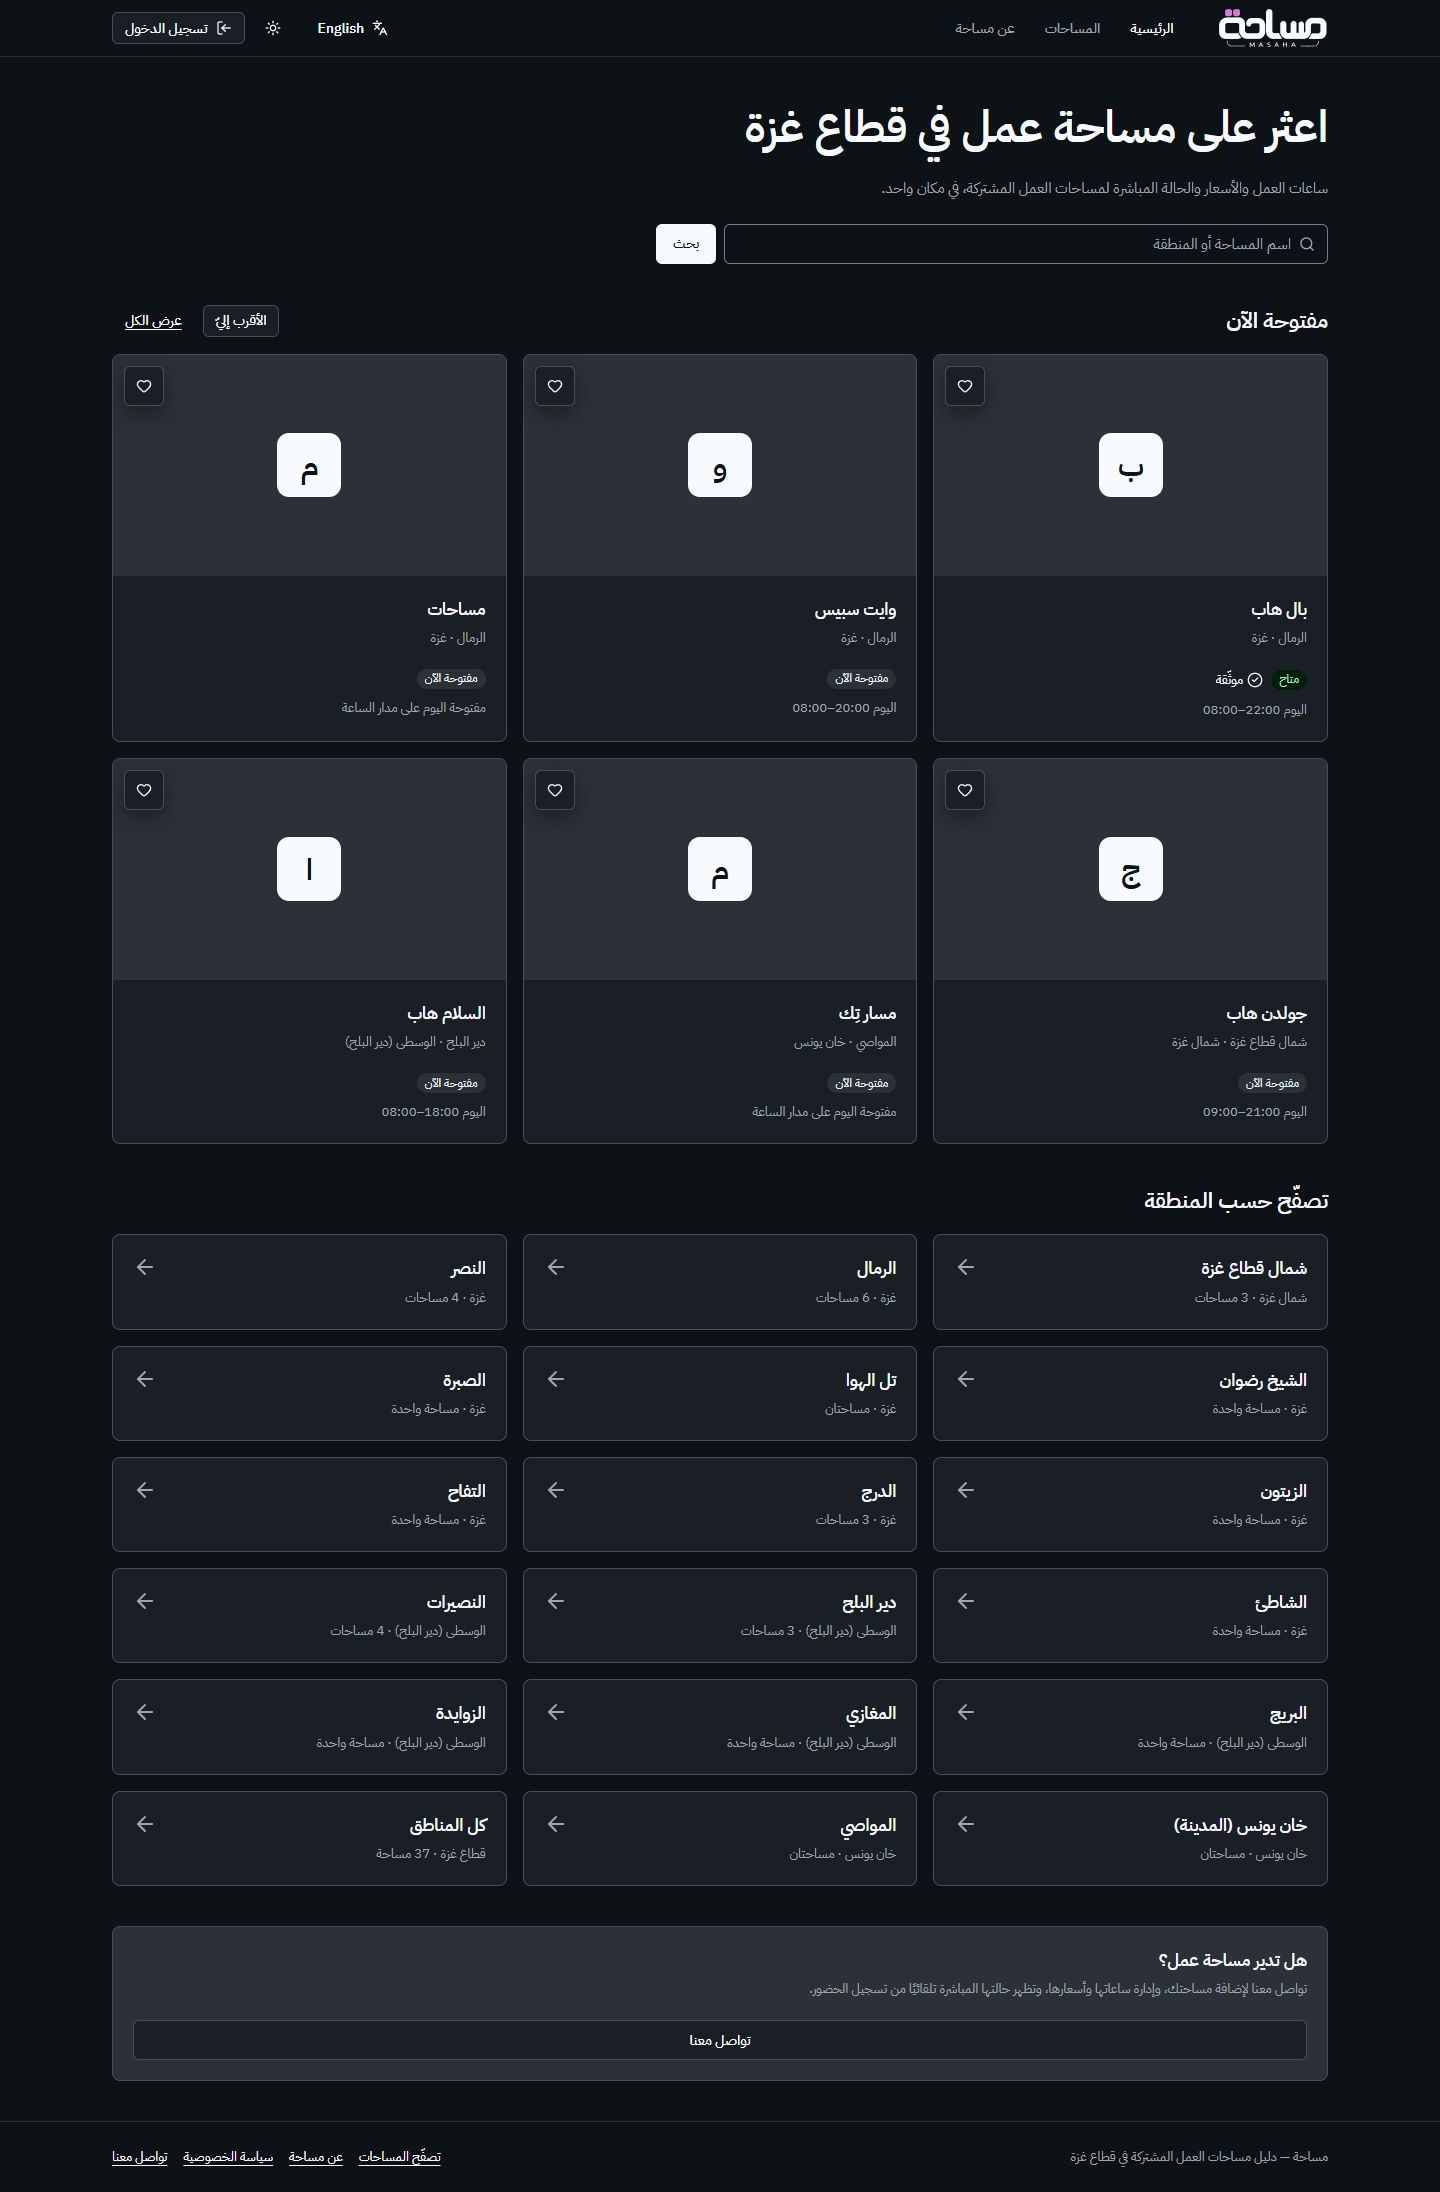 مساحة
MASAHA
الرئيسية
المساحات
عن مساحة
English
تسجيل الدخول
اعثر على مساحة عمل في قطاع غزة
ساعات العمل والأسعار والحالة المباشرة لمساحات العمل المشتركة، في مكان واحد.
اسم المساحة أو المنطقة
بحث
مفتوحة الآن
الأقرب إليّ
عرض الكل
ب
بال هاب
الرمال · غزة
متاح
موثّقة
اليوم 08:00–22:00
و
وايت سبيس
الرمال · غزة
مفتوحة الآن
اليوم 08:00–20:00
م
مساحات
الرمال · غزة
مفتوحة الآن
مفتوحة اليوم على مدار الساعة
ج
جولدن هاب
شمال قطاع غزة · شمال غزة
مفتوحة الآن
اليوم 09:00–21:00
م
مسار تِك
المواصي · خان يونس
مفتوحة الآن
مفتوحة اليوم على مدار الساعة
ا
السلام هاب
دير البلح · الوسطى (دير البلح)
مفتوحة الآن
اليوم 08:00–18:00
تصفّح حسب المنطقة
شمال قطاع غزة
شمال غزة · 3 مساحات
الرمال
غزة · 6 مساحات
النصر
غزة · 4 مساحات
الشيخ رضوان
غزة · مساحة واحدة
تل الهوا
غزة · مساحتان
الصبرة
غزة · مساحة واحدة
الزيتون
غزة · مساحة واحدة
الدرج
غزة · 3 مساحات
التفاح
غزة · مساحة واحدة
الشاطئ
غزة · مساحة واحدة
دير البلح
الوسطى (دير البلح) · 3 مساحات
النصيرات
الوسطى (دير البلح) · 4 مساحات
البريج
الوسطى (دير البلح) · مساحة واحدة
المغازي
الوسطى (دير البلح) · مساحة واحدة
الزوايدة
الوسطى (دير البلح) · مساحة واحدة
خان يونس (المدينة)
خان يونس · مساحتان
المواصي
خان يونس · مساحتان
كل المناطق
قطاع غزة · 37 مساحة
هل تدير مساحة عمل؟
تواصل معنا لإضافة مساحتك، وإدارة ساعاتها وأسعارها، وتظهر حالتها المباشرة تلقائيًا من تسجيل الحضور.
تواصل معنا
مساحة — دليل مساحات العمل المشتركة في قطاع غزة
تصفّح المساحات
عن مساحة
سياسة الخصوصية
تواصل معنا